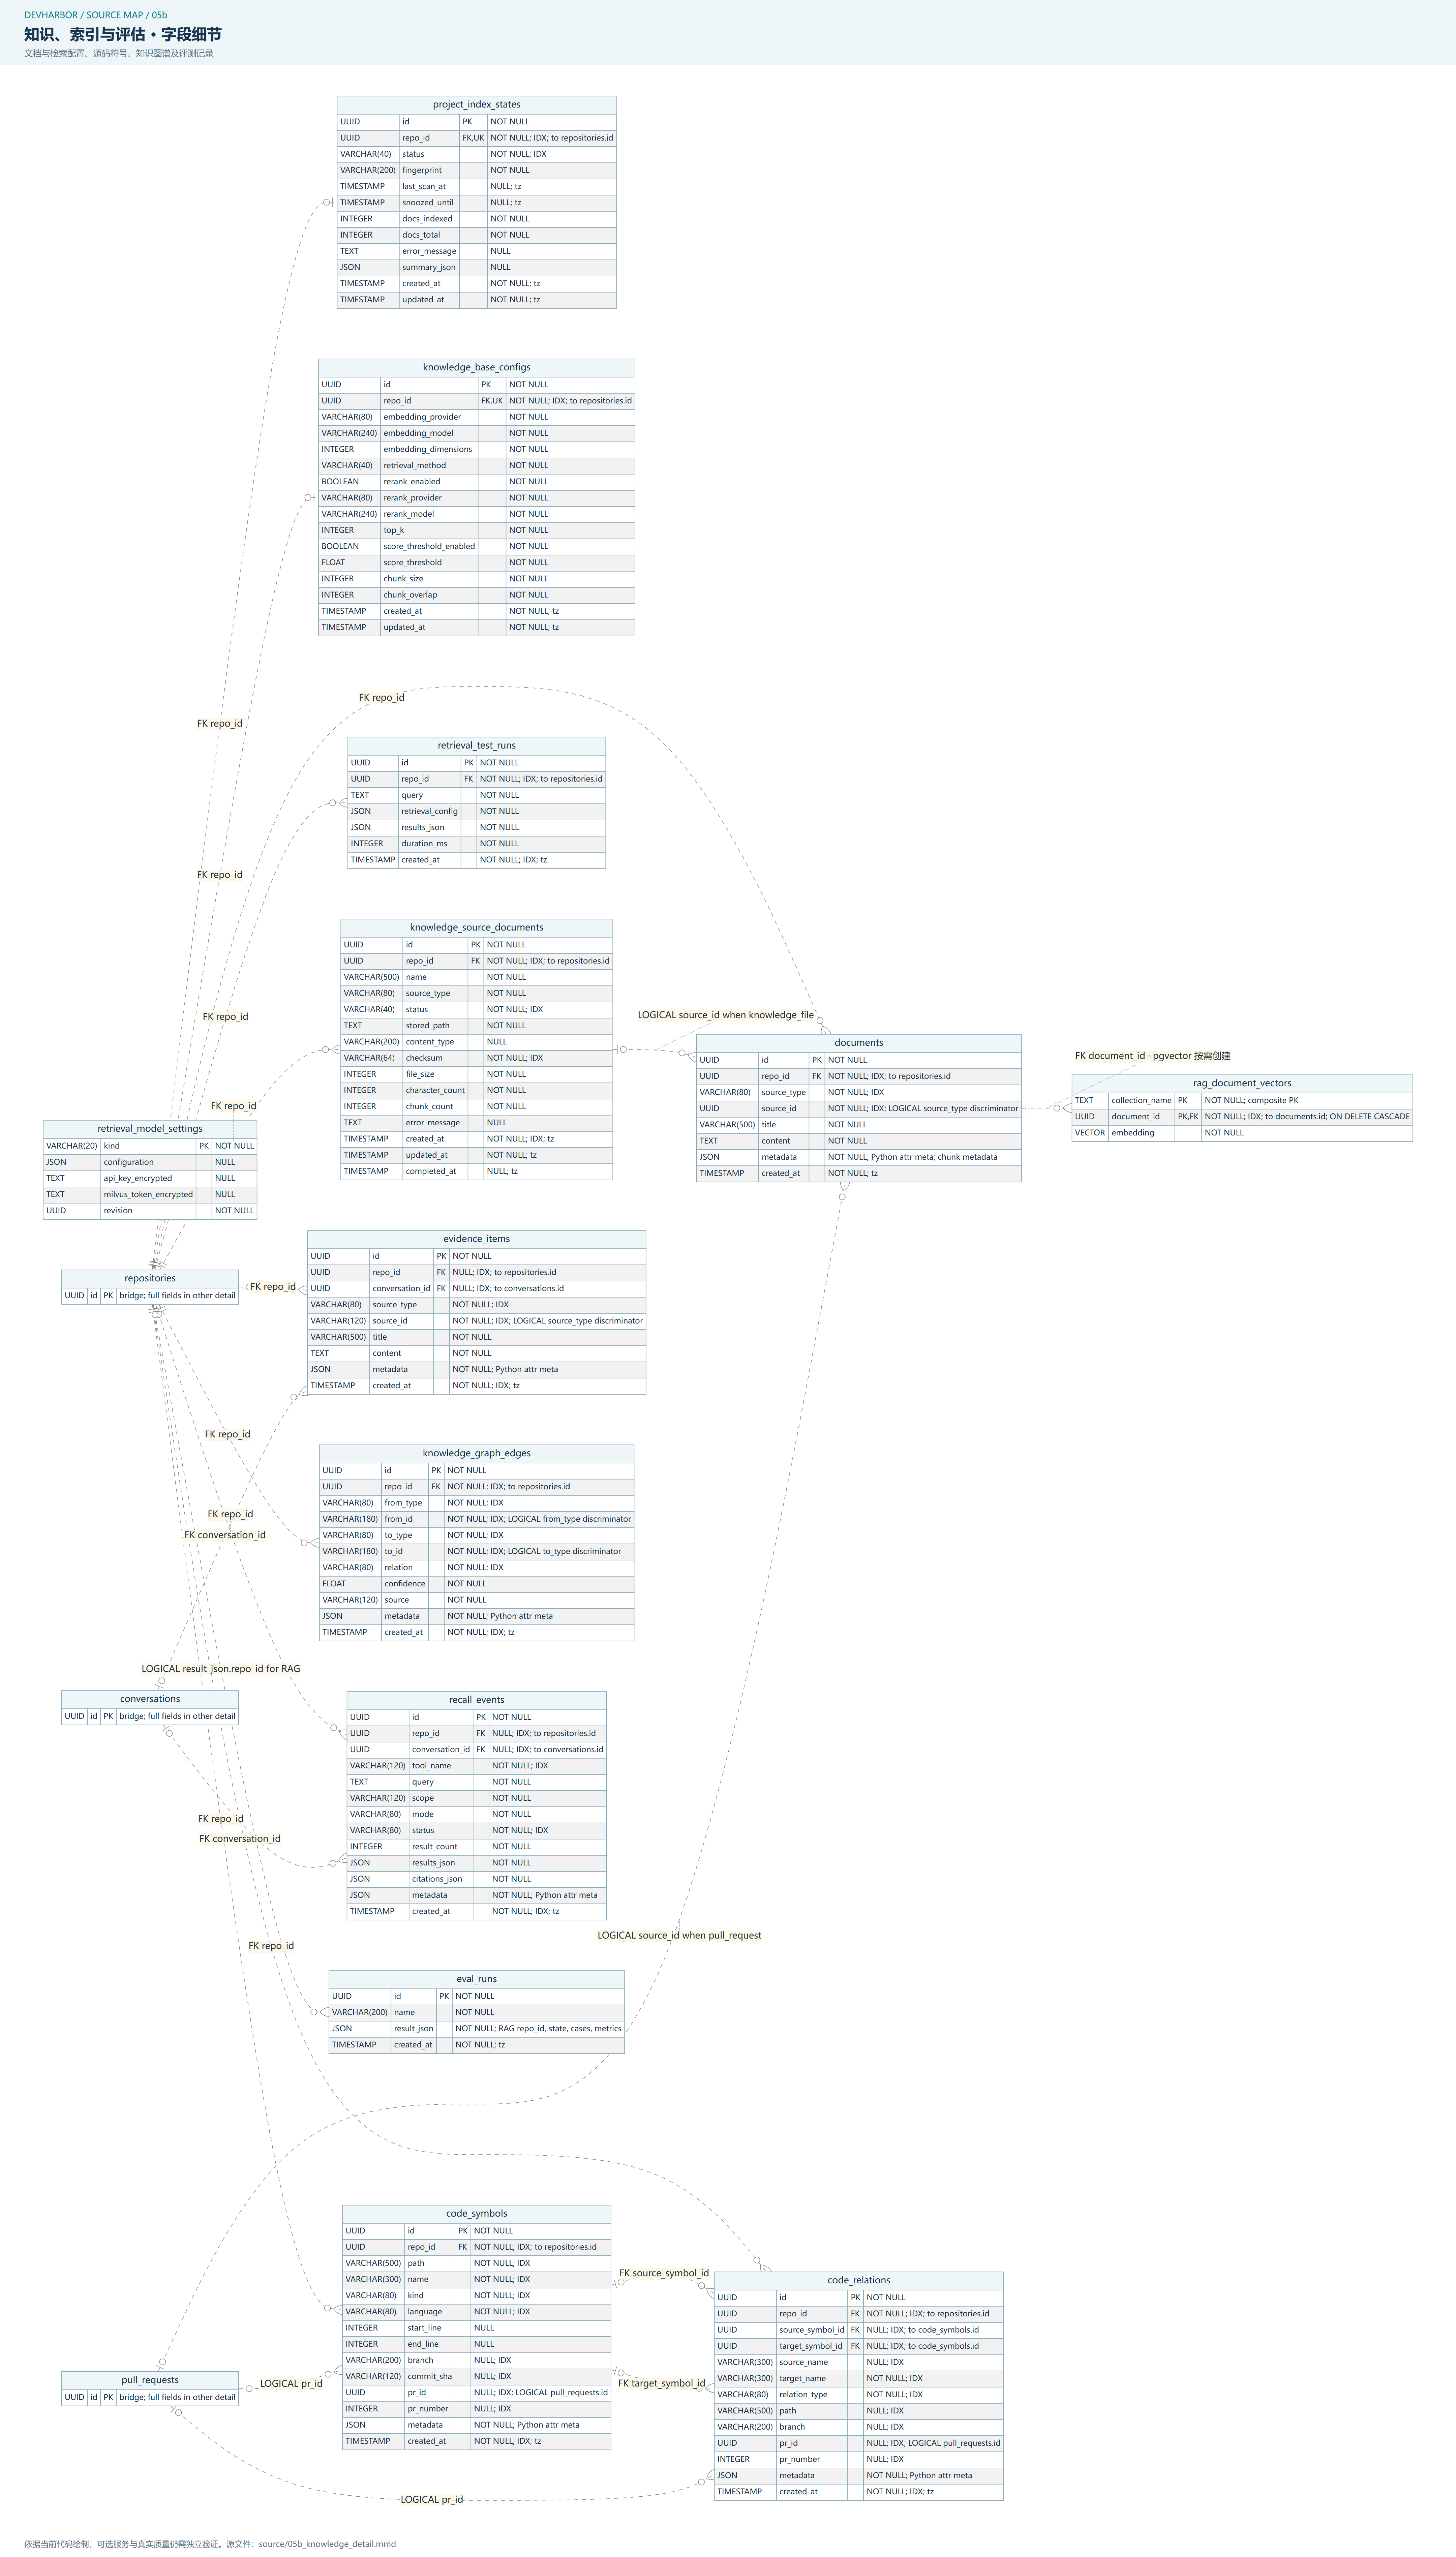 DEVHARBOR / SOURCE MAP / 05b
知识、索引与评估 · 字段细节
文档与检索配置、源码符号、知识图谱及评测记录
project_index_states
UUID id PK NOT NULL
UUID repo_id FK,UK NOT NULL; IDX; to repositories.id
VARCHAR(40) status NOT NULL; IDX
VARCHAR(200) fingerprint NOT NULL
TIMESTAMP last_scan_at NULL; tz
TIMESTAMP snoozed_until NULL; tz
INTEGER docs_indexed NOT NULL
INTEGER docs_total NOT NULL
TEXT error_message NULL
JSON summary_json NULL
TIMESTAMP created_at NOT NULL; tz
TIMESTAMP updated_at NOT NULL; tz
knowledge_base_configs
UUID id PK NOT NULL
UUID repo_id FK,UK NOT NULL; IDX; to repositories.id
VARCHAR(80) embedding_provider NOT NULL
VARCHAR(240) embedding_model NOT NULL
INTEGER embedding_dimensions NOT NULL
VARCHAR(40) retrieval_method NOT NULL
BOOLEAN rerank_enabled NOT NULL
VARCHAR(80) rerank_provider NOT NULL
VARCHAR(240) rerank_model NOT NULL
INTEGER top_k NOT NULL
BOOLEAN score_threshold_enabled NOT NULL
FLOAT score_threshold NOT NULL
INTEGER chunk_size NOT NULL
INTEGER chunk_overlap NOT NULL
TIMESTAMP created_at NOT NULL; tz
TIMESTAMP updated_at NOT NULL; tz
FK repo_id
FK repo_id
retrieval_test_runs
UUID id PK NOT NULL
UUID repo_id FK NOT NULL; IDX; to repositories.id
TEXT query NOT NULL
JSON retrieval_config NOT NULL
JSON results_json NOT NULL
INTEGER duration_ms NOT NULL
TIMESTAMP created_at NOT NULL; IDX; tz
FK repo_id
knowledge_source_documents
UUID id PK NOT NULL
UUID repo_id FK NOT NULL; IDX; to repositories.id
VARCHAR(500) name NOT NULL
VARCHAR(80) source_type NOT NULL
VARCHAR(40) status NOT NULL; IDX
TEXT stored_path NOT NULL
VARCHAR(200) content_type NULL
VARCHAR(64) checksum NOT NULL; IDX
INTEGER file_size NOT NULL
INTEGER character_count NOT NULL
INTEGER chunk_count NOT NULL
TEXT error_message NULL
TIMESTAMP created_at NOT NULL; IDX; tz
TIMESTAMP updated_at NOT NULL; tz
TIMESTAMP completed_at NULL; tz
FK repo_id
LOGICAL source_id when knowledge_file
documents
UUID id PK NOT NULL
UUID repo_id FK NOT NULL; IDX; to repositories.id
VARCHAR(80) source_type NOT NULL; IDX
UUID source_id NOT NULL; IDX; LOGICAL source_type discriminator
VARCHAR(500) title NOT NULL
TEXT content NOT NULL
JSON metadata NOT NULL; Python attr meta; chunk metadata
TIMESTAMP created_at NOT NULL; tz
FK document_id · pgvector 按需创建
rag_document_vectors
TEXT collection_name PK NOT NULL; composite PK
UUID document_id PK,FK NOT NULL; IDX; to documents.id; ON DELETE CASCADE
VECTOR embedding NOT NULL
FK repo_id
retrieval_model_settings
VARCHAR(20) kind PK NOT NULL
JSON configuration NULL
TEXT api_key_encrypted NULL
TEXT milvus_token_encrypted NULL
UUID revision NOT NULL
repositories
UUID id PK bridge; full fields in other detail
FK repo_id
evidence_items
UUID id PK NOT NULL
UUID repo_id FK NULL; IDX; to repositories.id
UUID conversation_id FK NULL; IDX; to conversations.id
VARCHAR(80) source_type NOT NULL; IDX
VARCHAR(120) source_id NOT NULL; IDX; LOGICAL source_type discriminator
VARCHAR(500) title NOT NULL
TEXT content NOT NULL
JSON metadata NOT NULL; Python attr meta
TIMESTAMP created_at NOT NULL; IDX; tz
FK repo_id
knowledge_graph_edges
UUID id PK NOT NULL
UUID repo_id FK NOT NULL; IDX; to repositories.id
VARCHAR(80) from_type NOT NULL; IDX
VARCHAR(180) from_id NOT NULL; IDX; LOGICAL from_type discriminator
VARCHAR(80) to_type NOT NULL; IDX
VARCHAR(180) to_id NOT NULL; IDX; LOGICAL to_type discriminator
VARCHAR(80) relation NOT NULL; IDX
FLOAT confidence NOT NULL
VARCHAR(120) source NOT NULL
JSON metadata NOT NULL; Python attr meta
TIMESTAMP created_at NOT NULL; IDX; tz
FK repo_id
FK conversation_id
LOGICAL result_json.repo_id for RAG
conversations
UUID id PK bridge; full fields in other detail
recall_events
UUID id PK NOT NULL
UUID repo_id FK NULL; IDX; to repositories.id
UUID conversation_id FK NULL; IDX; to conversations.id
VARCHAR(120) tool_name NOT NULL; IDX
TEXT query NOT NULL
VARCHAR(120) scope NOT NULL
VARCHAR(80) mode NOT NULL
VARCHAR(80) status NOT NULL; IDX
INTEGER result_count NOT NULL
JSON results_json NOT NULL
JSON citations_json NOT NULL
JSON metadata NOT NULL; Python attr meta
TIMESTAMP created_at NOT NULL; IDX; tz
FK repo_id
FK conversation_id
FK repo_id
LOGICAL source_id when pull_request
eval_runs
UUID id PK NOT NULL
VARCHAR(200) name NOT NULL
JSON result_json NOT NULL; RAG repo_id, state, cases, metrics
TIMESTAMP created_at NOT NULL; tz
code_symbols
UUID id PK NOT NULL
UUID repo_id FK NOT NULL; IDX; to repositories.id
VARCHAR(500) path NOT NULL; IDX
VARCHAR(300) name NOT NULL; IDX
VARCHAR(80) kind NOT NULL; IDX
VARCHAR(80) language NOT NULL; IDX
INTEGER start_line NULL
INTEGER end_line NULL
VARCHAR(200) branch NULL; IDX
VARCHAR(120) commit_sha NULL; IDX
UUID pr_id NULL; IDX; LOGICAL pull_requests.id
INTEGER pr_number NULL; IDX
JSON metadata NOT NULL; Python attr meta
TIMESTAMP created_at NOT NULL; IDX; tz
FK source_symbol_id
FK target_symbol_id
code_relations
UUID id PK NOT NULL
UUID repo_id FK NOT NULL; IDX; to repositories.id
UUID source_symbol_id FK NULL; IDX; to code_symbols.id
UUID target_symbol_id FK NULL; IDX; to code_symbols.id
VARCHAR(300) source_name NULL; IDX
VARCHAR(300) target_name NOT NULL; IDX
VARCHAR(80) relation_type NOT NULL; IDX
VARCHAR(500) path NULL; IDX
VARCHAR(200) branch NULL; IDX
UUID pr_id NULL; IDX; LOGICAL pull_requests.id
INTEGER pr_number NULL; IDX
JSON metadata NOT NULL; Python attr meta
TIMESTAMP created_at NOT NULL; IDX; tz
pull_requests
UUID id PK bridge; full fields in other detail
LOGICAL pr_id
LOGICAL pr_id
依据当前代码绘制；可选服务与真实质量仍需独立验证。源文件：source/05b_knowledge_detail.mmd